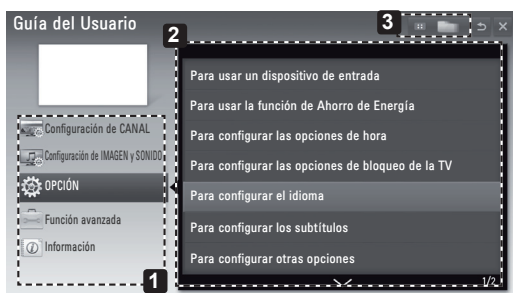 Guía del Usuario
3
2
Para usar un dispositivo de entrada
Para usar la función de Ahorro de Energía
Para configurar las opciones de hora
Para configurar las opciones de bloqueo de la TV
Para configurar el idioma
Para configurar los subtítulos
Para configurar otras opciones
1/2
Configuración de CANAL
Configuración de IMAGEN y SONIDO
OPCIÓN
Función avanzada
Información
1